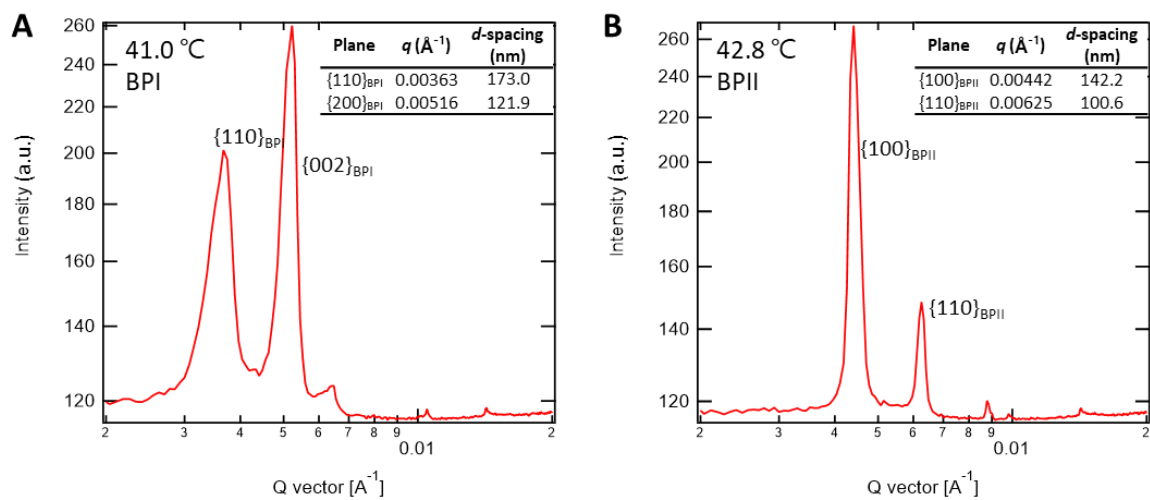 A
41.0 ℃
BPI
Plane q (Å⁻¹) d-spacing (nm)
{110}BPI 0.00363 173.0
{200}BPI 0.00516 121.9
{110}BPI
{002}BPI
Intensity (a.u.)
260
240
220
200
180
160
140
120
2 3 4 5 6 7 8 9 2
0.01
Q vector [A⁻¹]
B
42.8 ℃
BPII
Plane q (Å⁻¹) d-spacing (nm)
{100}BPII 0.00442 142.2
{110}BPII 0.00625 100.6
{100}BPII
{110}BPII
Intensity (a.u.)
260
240
220
200
180
160
140
120
2 3 4 5 6 7 8 9 2
0.01
Q vector [A⁻¹]